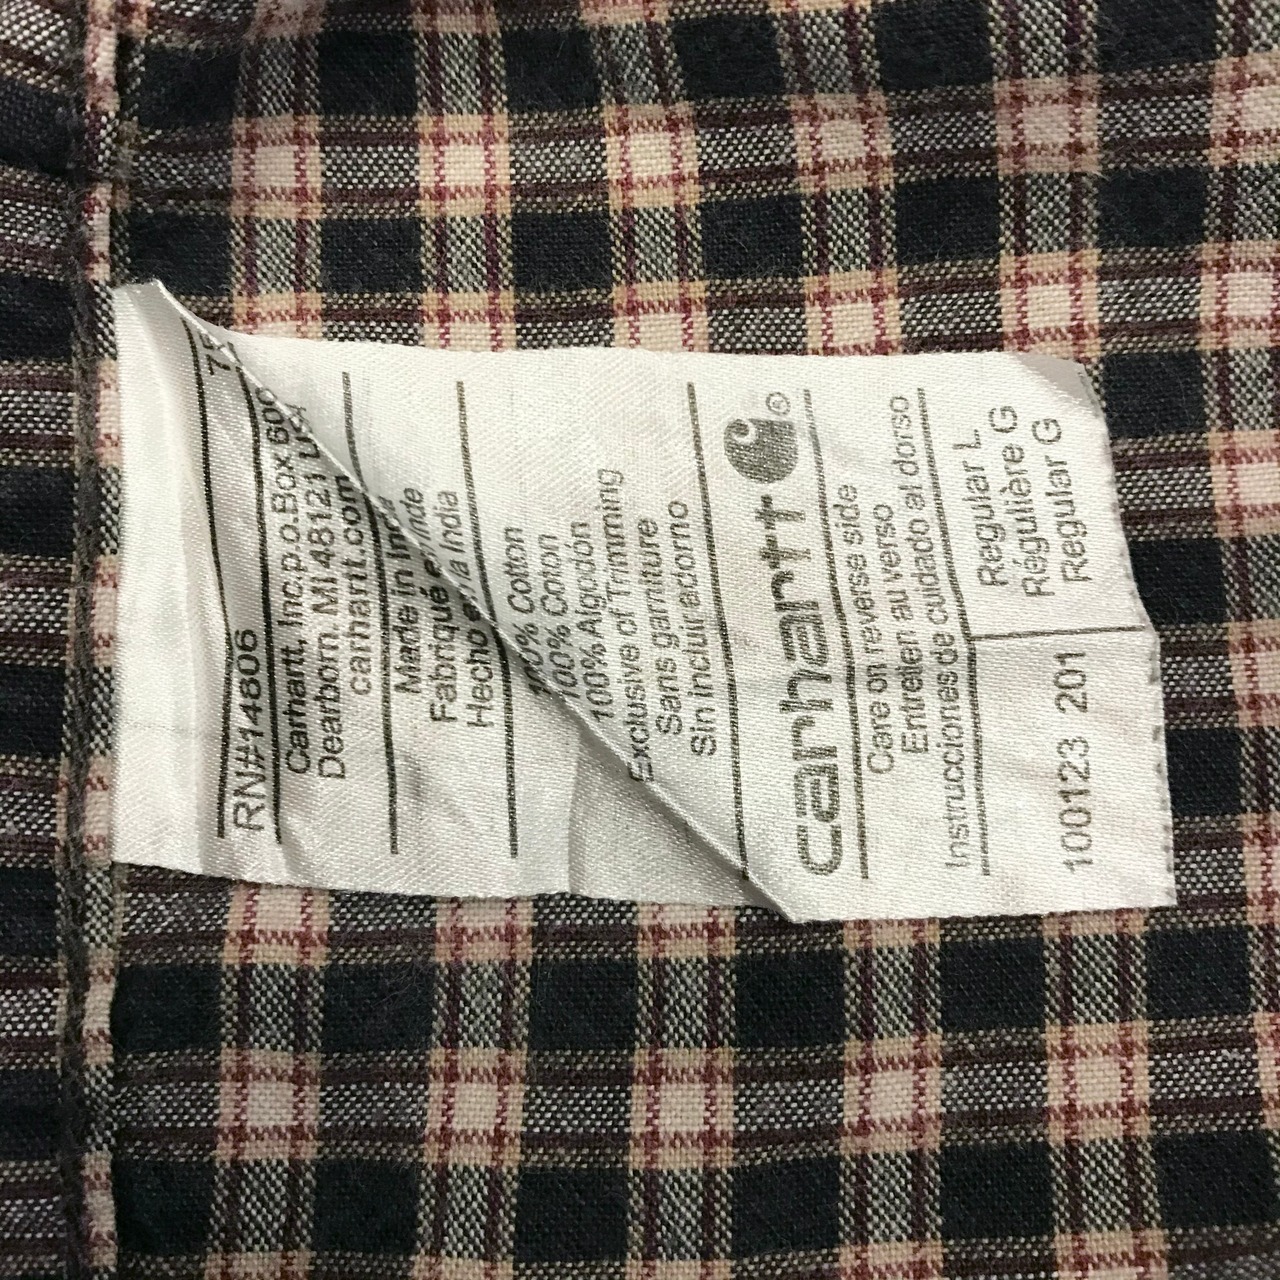 RN#14806
Carhartt, Inc.p.o.Box 600
Dearborn, MI 48121 USA
carhartt.com
Made in India
Fabriqué en Inde
Hecho en la India
100% Cotton
100% Coton
100% Algodón
Exclusive of Trimming
Sans garniture
Sin incluir adorno
carhartt ®
Care on reverse side
Entretien au verso
Instrucciones de cuidado al dorso
Regular L
Régulière G
Regular G
100123 201